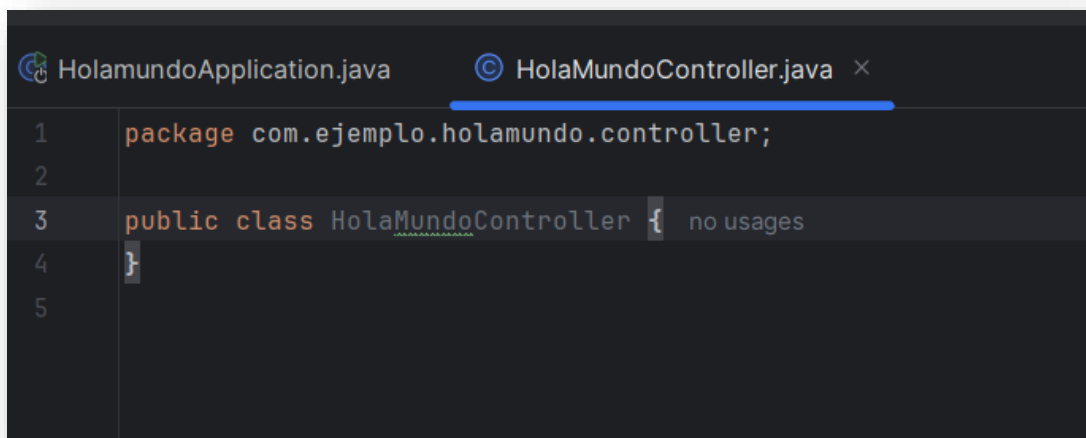 HolamundoApplication.java HolaMundoController.java
1 package com.ejemplo.holamundo.controller;
2
3 public class HolaMundoController { no usages
4 }
5